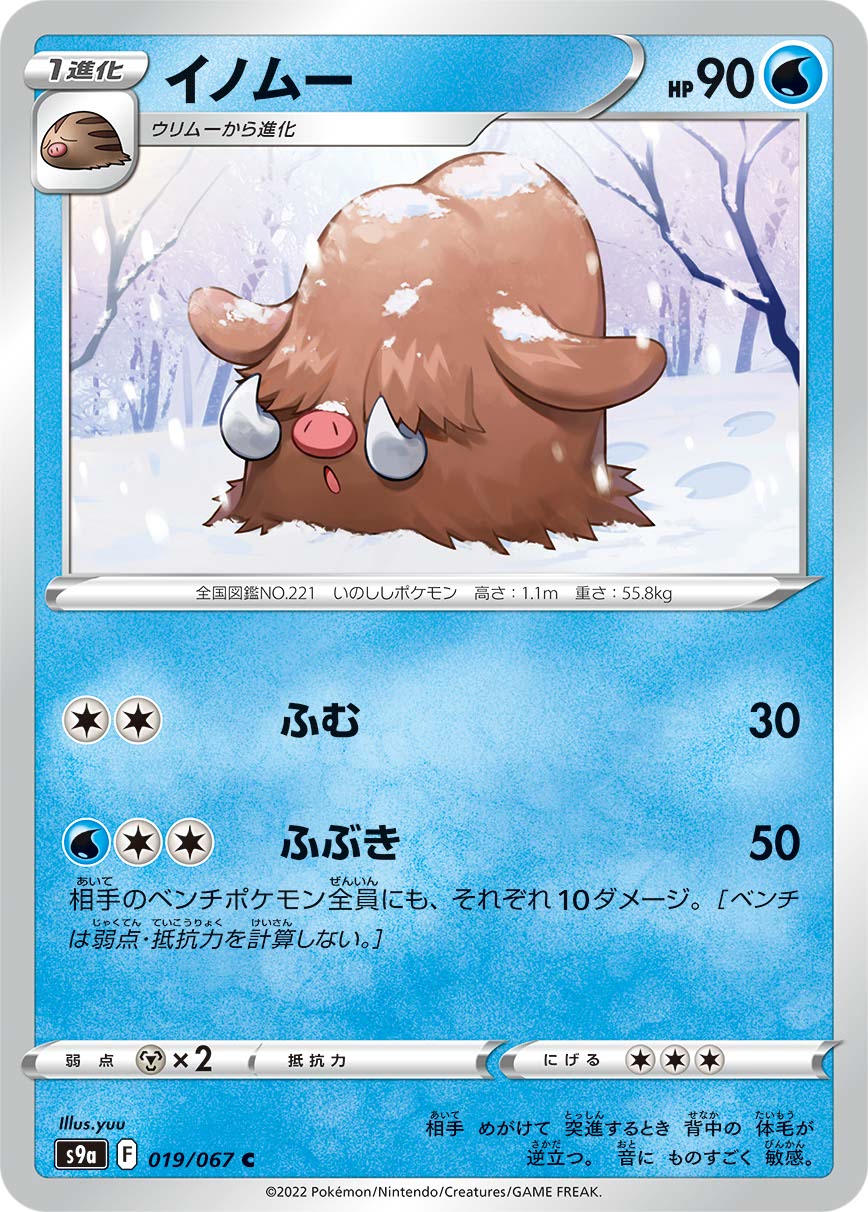 1進化
イノムー
HP90
ウリムーから進化
全国図鑑NO.221 いのししポケモン 高さ:1.1m 重さ:55.8kg
ふむ 30
ふぶき 50
相手のベンチポケモン全員にも、それぞれ10ダメージ。[ベンチ
は弱点・抵抗力を計算しない。]
弱点 ×2 抵抗力 にげる
Illus.yuu
相手 めがけて 突進するとき 背中の 体毛が
逆立つ。 音に ものすごく 敏感。
s9a F 019/067 C
©2022 Pokémon/Nintendo/Creatures/GAME FREAK.